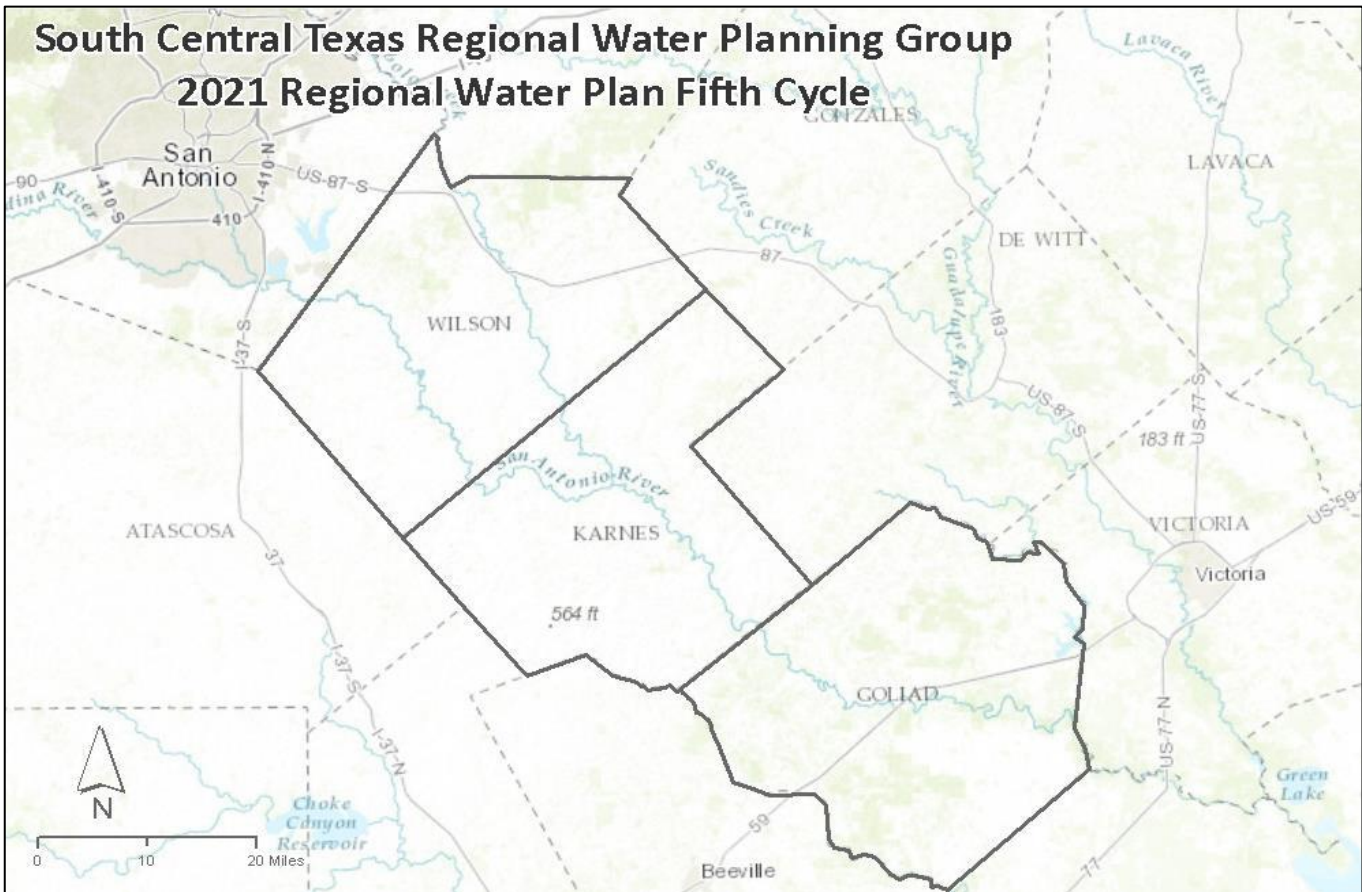 South Central Texas Regional Water Planning Group
2021 Regional Water Plan Fifth Cycle
GONZALES
Lavaca River
San
Antonio
I-410-N
US-87-S
90
I-410-S
410
dina River
Sandies
Creek
LAVACA
DE WITT
87
Guadalupe River
183
I-37-S
WILSON
US-87-S
US-77-S
183 ft
San Antonio River
ATASCOSA
KARNES
VICTORIA
US-59-
Victoria
37
564 ft
I-37-S
GOLIAD
I-37-N
US-77-N
N
Choke
Canyon
Reservoir
Green
Lake
59
0 10 20 Miles
Beeville
77